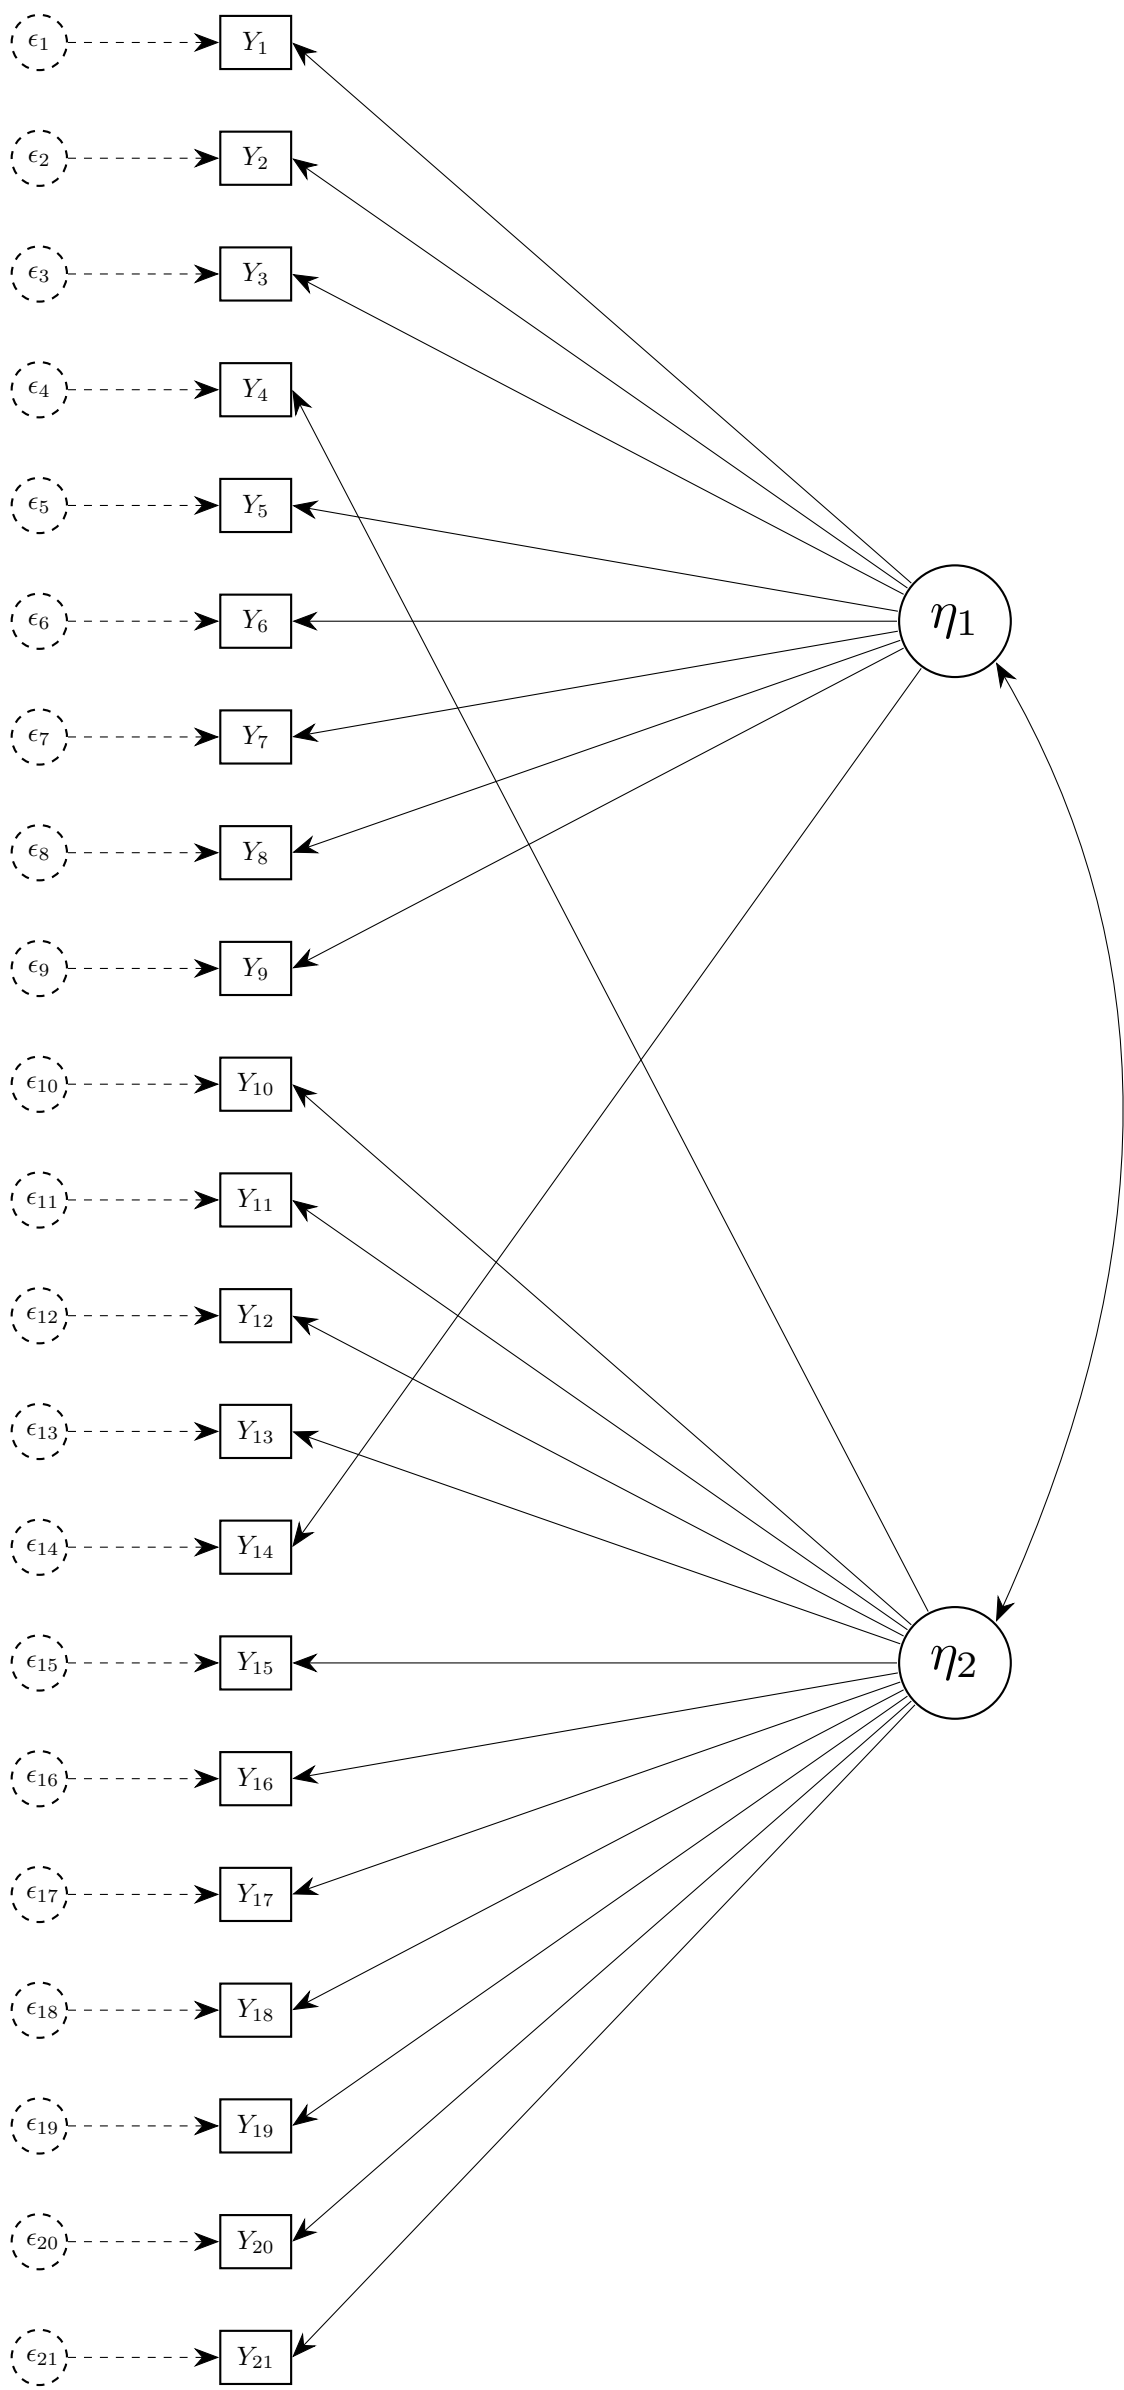 ϵ₁ Y₁
ϵ₂ Y₂
ϵ₃ Y₃
ϵ₄ Y₄
ϵ₅ Y₅
ϵ₆ Y₆ η₁
ϵ₇ Y₇
ϵ₈ Y₈
ϵ₉ Y₉
ϵ₁₀ Y₁₀
ϵ₁₁ Y₁₁
ϵ₁₂ Y₁₂
ϵ₁₃ Y₁₃
ϵ₁₄ Y₁₄
ϵ₁₅ Y₁₅ η₂
ϵ₁₆ Y₁₆
ϵ₁₇ Y₁₇
ϵ₁₈ Y₁₈
ϵ₁₉ Y₁₉
ϵ₂₀ Y₂₀
ϵ₂₁ Y₂₁